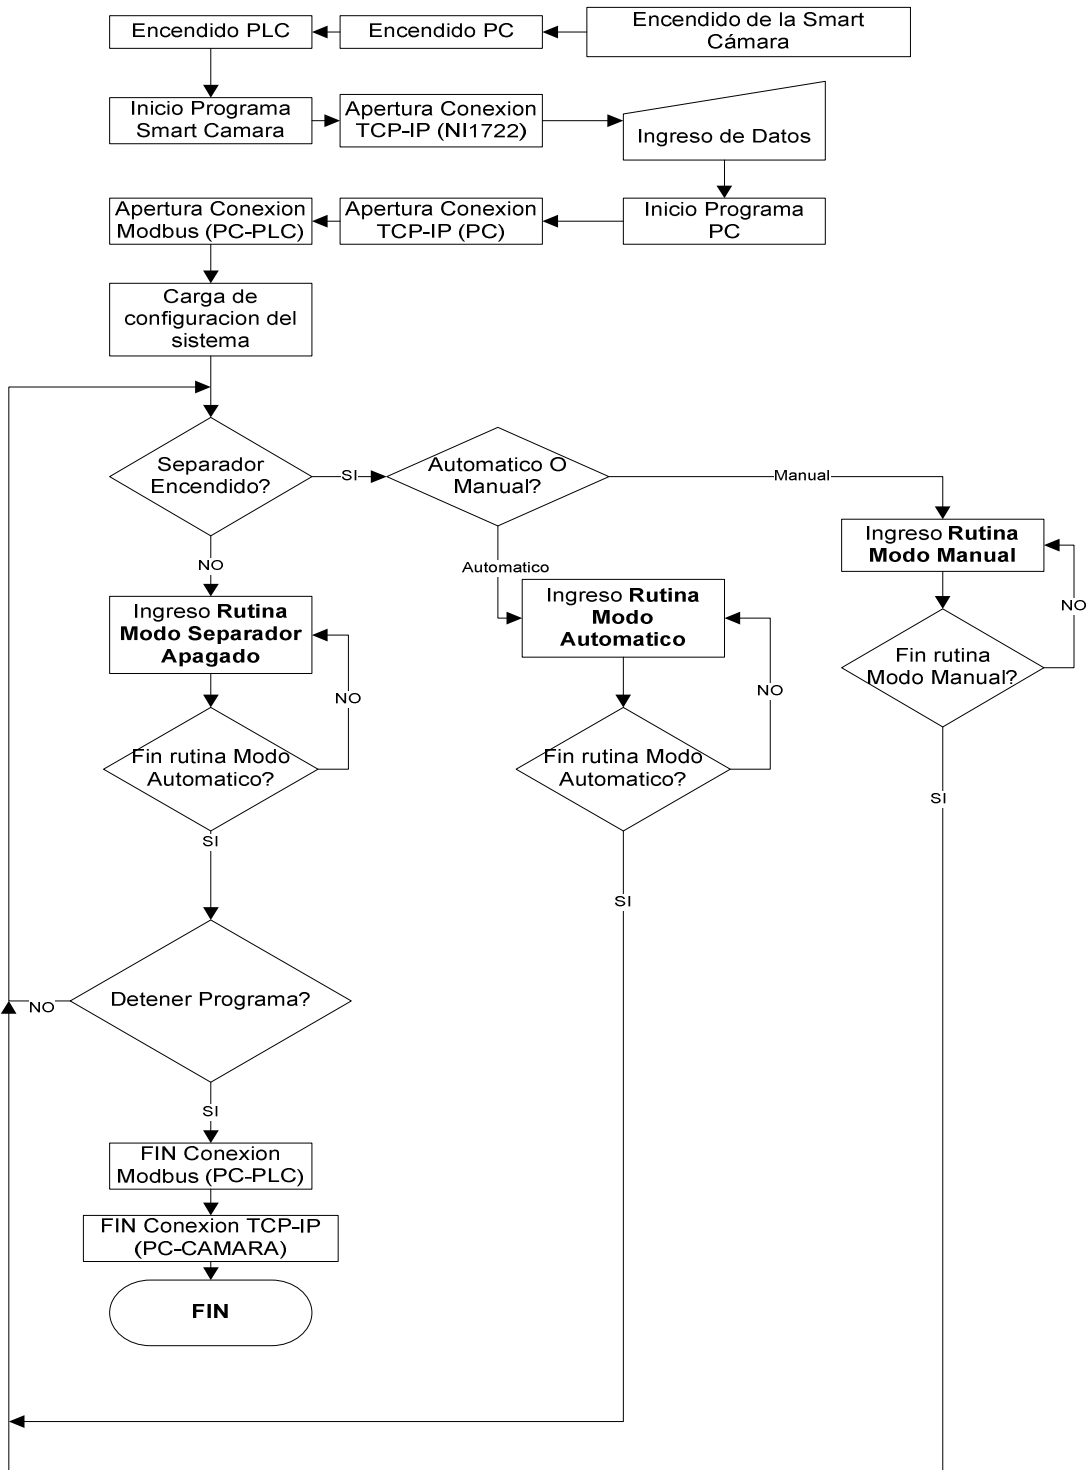 Encendido PLC
Encendido PC
Encendido de la Smart
Cámara
Inicio Programa
Smart Camara
Apertura Conexion
TCP-IP (NI1722)
Ingreso de Datos
Apertura Conexion
Modbus (PC-PLC)
Apertura Conexion
TCP-IP (PC)
Inicio Programa
PC
Carga de
configuracion del
sistema
Separador
Encendido?
SI
Automatico O
Manual?
Manual
Ingreso Rutina
Modo Manual
NO
NO
Automatico
Ingreso Rutina
Modo Separador
Apagado
NO
Ingreso Rutina
Modo
Automatico
NO
Fin rutina
Modo Manual?
Fin rutina Modo
Automatico?
Fin rutina Modo
Automatico?
SI
SI
SI
Detener Programa?
NO
SI
FIN Conexion
Modbus (PC-PLC)
FIN Conexion TCP-IP
(PC-CAMARA)
FIN